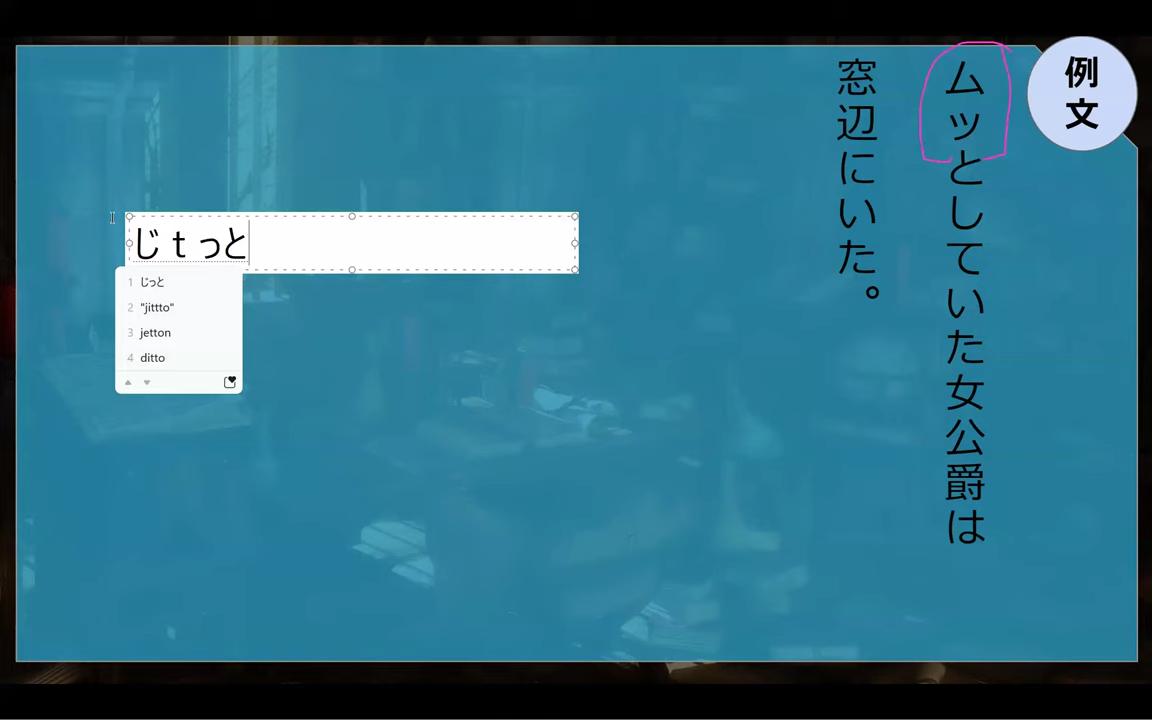 例文
ムッとしていた女公爵は
窓辺にいた。
じｔっと
1 じっと
2 "jittto"
3 jetton
4 ditto